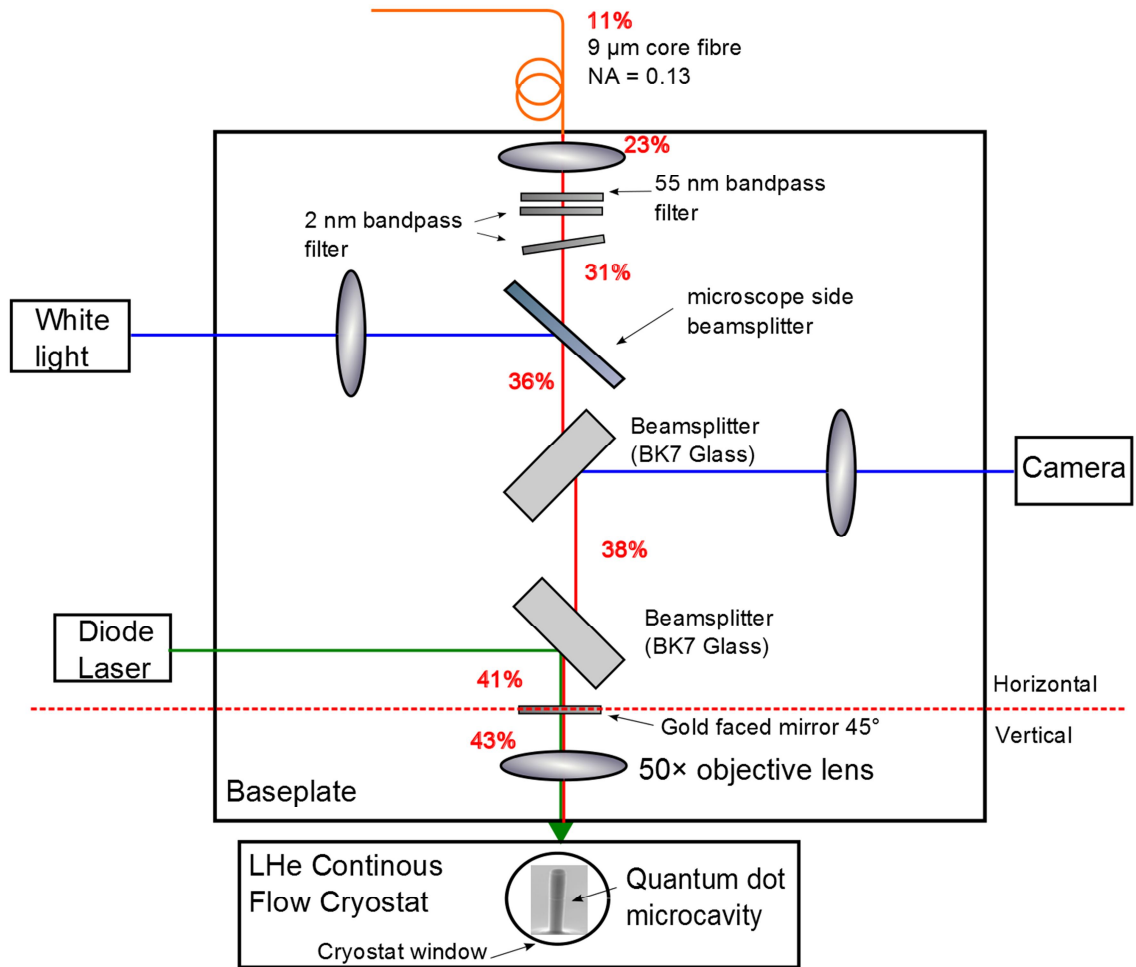 11%
9 µm core fibre
NA = 0.13
23%
55 nm bandpass
filter
2 nm bandpass
filter
31%
microscope side
beamsplitter
White
light
36%
Beamsplitter
(BK7 Glass)
Camera
38%
Diode
Laser
Beamsplitter
(BK7 Glass)
41%
Horizontal
Gold faced mirror 45°
Vertical
43%
50× objective lens
Baseplate
LHe Continous
Flow Cryostat
Quantum dot
microcavity
Cryostat window